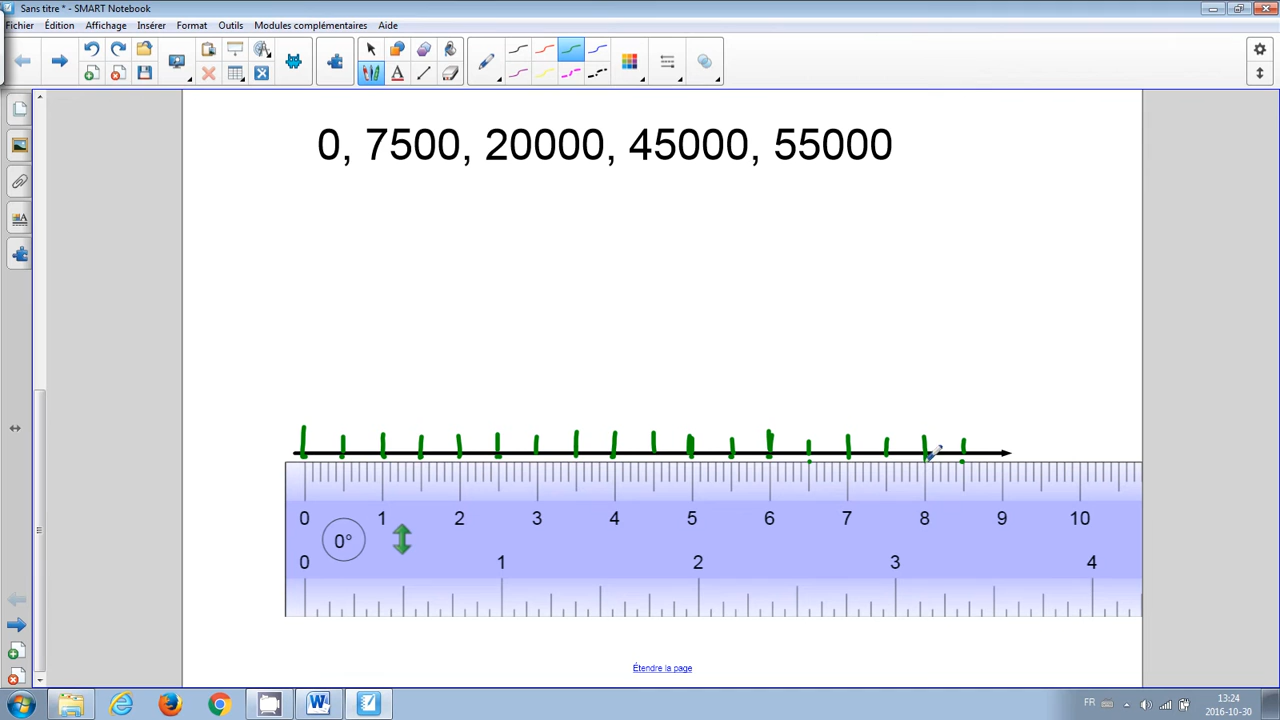 Sans titre * - SMART Notebook
Fichier Édition Affichage Insérer Format Outils Modules complémentaires Aide
A
0, 7500, 20000, 45000, 55000
0 1 2 3 4 5 6 7 8 9 10
0°
0 1 2 3 4
Étendre la page
FR 13:24
2016-10-30